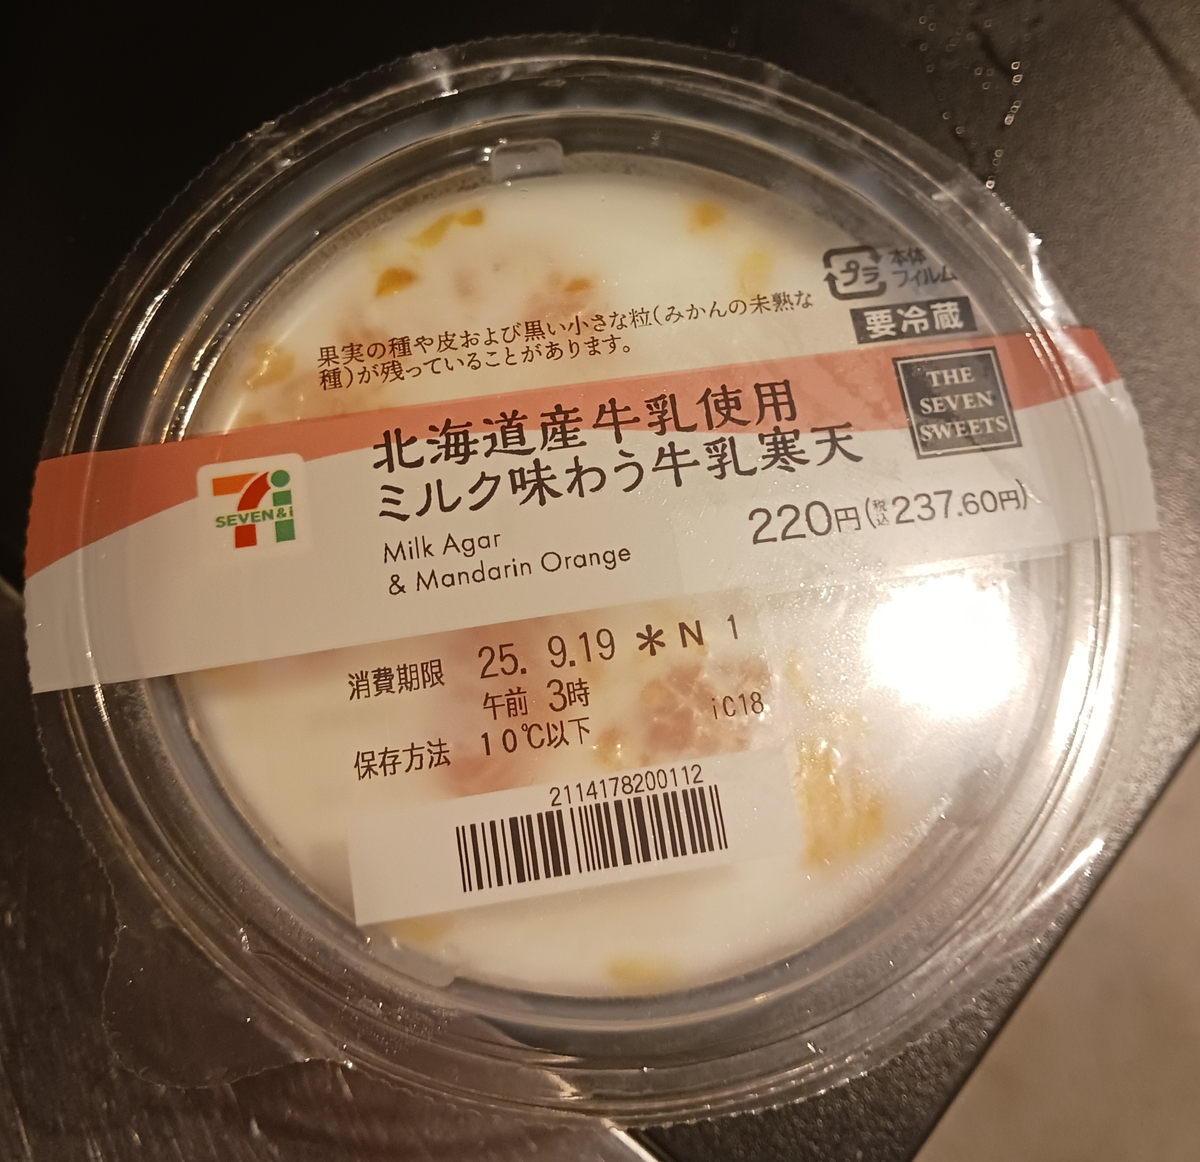 プラ
本体
フィルム
要冷蔵
果実の種や皮および黒い小さな粒(みかんの未熟な
種)が残っていることがあります。
THE
SEVEN
SWEETS
北海道産牛乳使用
ミルク味わう牛乳寒天
SEVEN&i
Milk Agar
& Mandarin Orange
220円(税込237.60円)
消費期限 25. 9.19 *N 1
午前 3時
iC18
保存方法 10℃以下
2114178200112